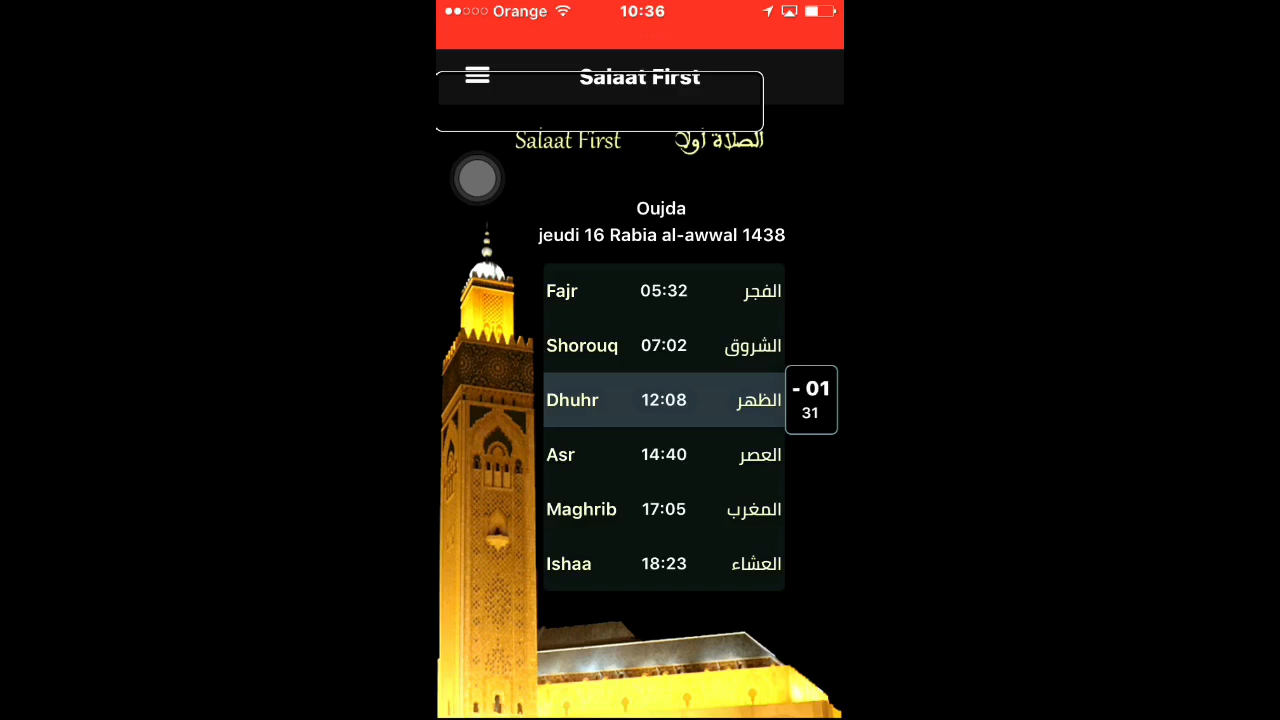 Orange 10:36
Salaat First
Salaat First الصلاة أولا
Oujda
jeudi 16 Rabia al-awwal 1438
Fajr 05:32 الفجر
Shorouq 07:02 الشروق
Dhuhr 12:08 الظهر
- 01
31
Asr 14:40 العصر
Maghrib 17:05 المغرب
Ishaa 18:23 العشاء